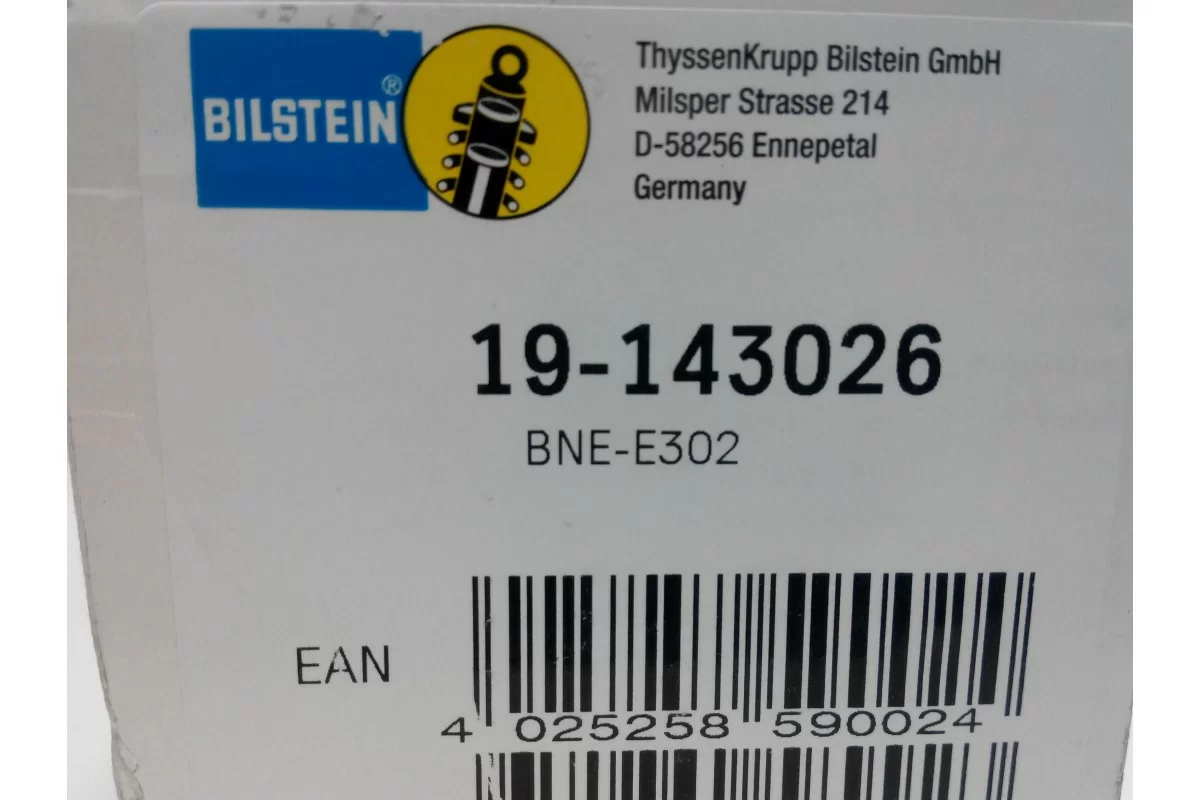 BILSTEIN®
ThyssenKrupp Bilstein GmbH
Milsper Strasse 214
D-58256 Ennepetal
Germany
19-143026
BNE-E302
EAN
4 025258 590024